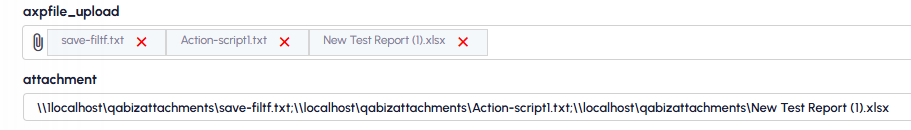 axpfile_upload
save-filtf.txt Action-script1.txt New Test Report (1).xlsx
attachment
\\1localhost\qabizattachments\save-filtf.txt;\\localhost\qabizattachments\Action-script1.txt;\\localhost\qabizattachments\New Test Report (1).xlsx